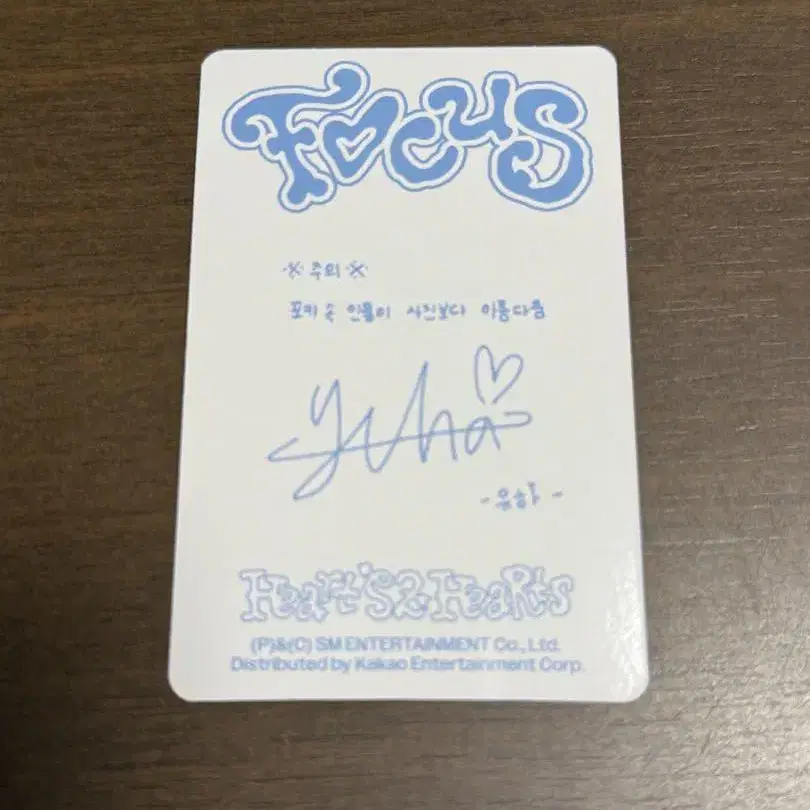 FOCUS
※ 주의 ※
포카 속 인물이 사진보다 아름다움
yuha
- 유하 -
Hearts2Hearts
(P)&(C) SM ENTERTAINMENT Co., Ltd.
Distributed by Kakao Entertainment Corp.